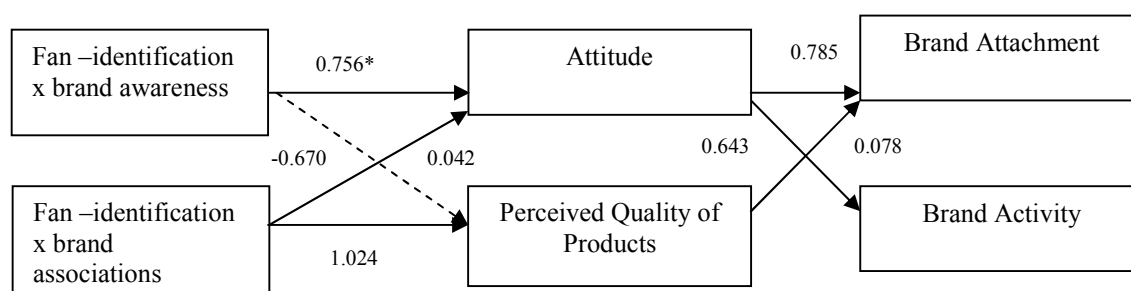 Fan –identification
x brand awareness
0.756*
Attitude
0.785
Brand Attachment
-0.670
0.042
0.643
0.078
Fan –identification
x brand
associations
1.024
Perceived Quality of
Products
Brand Activity